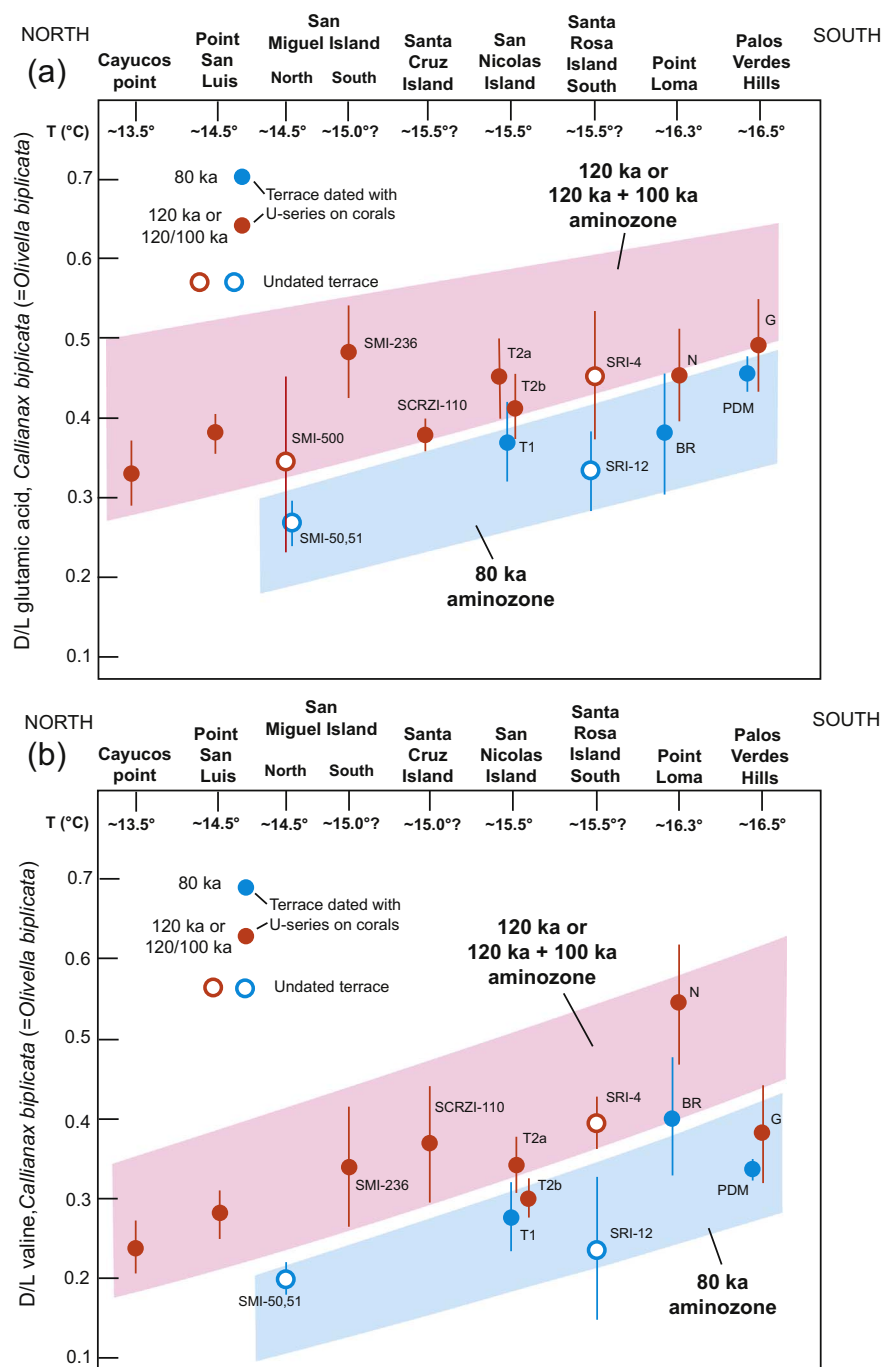 NORTH
SOUTH
(a)
Cayucos
point
Point
San
Luis
San
Miguel Island
North
South
Santa
Cruz
Island
San
Nicolas
Island
Santa
Rosa
Island
South
Point
Loma
Palos
Verdes
Hills
T (°C)
~13.5°
~14.5°
~14.5°
~15.0°?
~15.5°
~15.5°
~15.5°?
~16.3°
~16.5°
D/L glutamic acid, Callianax biplicata (=Olivella biplicata)
0.7
0.6
0.5
0.4
0.3
0.2
0.1
80 ka
120 ka or
120/100 ka
Terrace dated with
U-series on corals
Undated terrace
120 ka or
120 ka + 100 ka
aminozone
SMI-236
SMI-500
SMI-50,51
SCRZI-110
T2a
T2b
T1
SRI-4
SRI-12
N
BR
G
PDM
80 ka
aminozone
NORTH
SOUTH
(b)
Cayucos
point
Point
San
Luis
San
Miguel Island
North
South
Santa
Cruz
Island
San
Nicolas
Island
Santa
Rosa
Island
South
Point
Loma
Palos
Verdes
Hills
T (°C)
~13.5°
~14.5°
~14.5°
~15.0°?
~15.0°?
~15.5°
~15.5°?
~16.3°
~16.5°
D/L valine,Callianax biplicata (=Olivella biplicata)
0.7
0.6
0.5
0.4
0.3
0.2
0.1
80 ka
120 ka or
120/100 ka
Terrace dated with
U-series on corals
Undated terrace
120 ka or
120 ka + 100 ka
aminozone
N
SCRZI-110
SRI-4
BR
G
T2a
SMI-236
T2b
PDM
T1
SRI-12
SMI-50,51
80 ka
aminozone